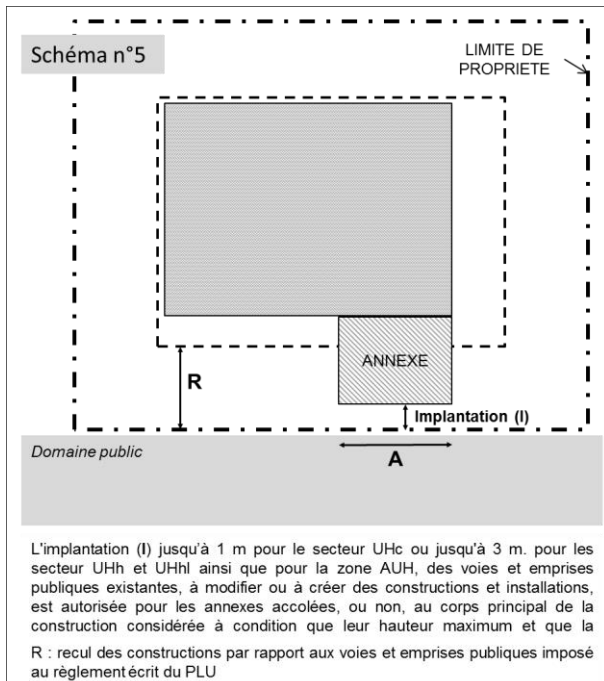 Schéma n°5
LIMITE DE
PROPRIETE
ANNEXE
R
Implantation (I)
Domaine public
A
L'implantation (I) jusqu'à 1 m pour le secteur UHc ou jusqu'à 3 m. pour les
secteur UHh et UHhl ainsi que pour la zone AUH, des voies et emprises
publiques existantes, à modifier ou à créer des constructions et installations,
est autorisée pour les annexes accolées, ou non, au corps principal de la
construction considérée à condition que leur hauteur maximum et que la
R : recul des constructions par rapport aux voies et emprises publiques imposé
au règlement écrit du PLU